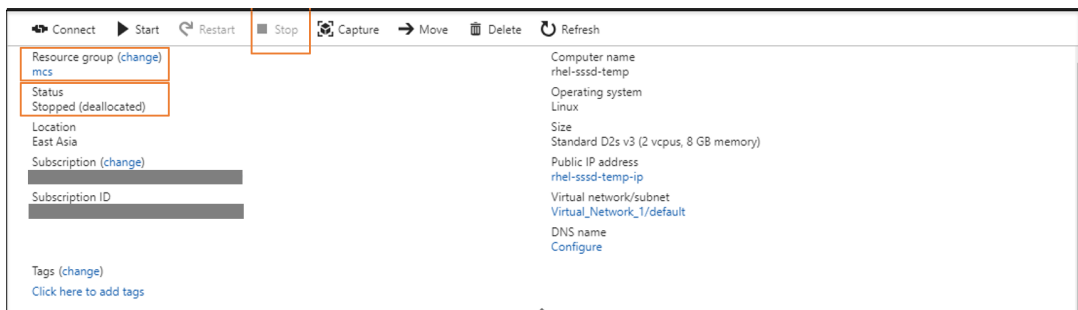 Connect Start Restart Stop Capture Move Delete Refresh
Resource group (change)
mcs
Status
Stopped (deallocated)
Location
East Asia
Subscription (change)
Subscription ID
Tags (change)
Click here to add tags
Computer name
rhel-sssd-temp
Operating system
Linux
Size
Standard D2s v3 (2 vcpus, 8 GB memory)
Public IP address
rhel-sssd-temp-ip
Virtual network/subnet
Virtual_Network_1/default
DNS name
Configure